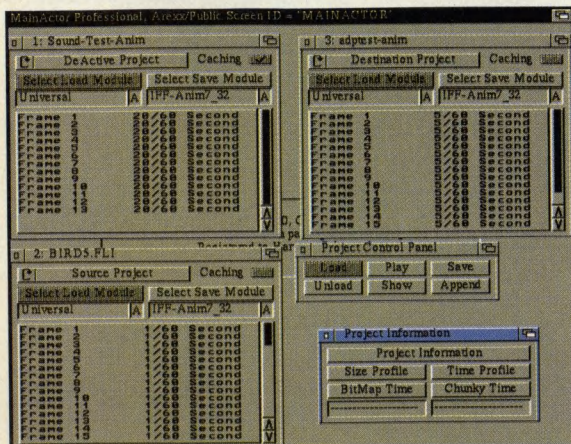 MainActor Professional, Arexx/Public Screen ID = 'MAINACTOR'
1: Sound-Test-Anim
DeActive Project Caching
Select Load Module Select Save Module
Universal A IFF-Anim7_32 A
Frame 1 20/60 Second
Frame 2 20/60 Second
Frame 3 20/60 Second
Frame 4 20/60 Second
Frame 5 20/60 Second
Frame 6 20/60 Second
Frame 7 20/60 Second
Frame 8 20/60 Second
Frame 9 20/60 Second
Frame 10 20/60 Second
Frame 11 20/60 Second
Frame 12 20/60 Second
Frame 13 20/60 Second
3: adptest-anim
Destination Project Caching
Select Load Module Select Save Module
Universal A IFF-Anim7_32 A
Frame 1 5/60 Second
Frame 2 5/60 Second
Frame 3 5/60 Second
Frame 4 5/60 Second
Frame 5 5/60 Second
Frame 6 5/60 Second
Frame 7 5/60 Second
Frame 8 5/60 Second
Frame 9 5/60 Second
Frame 10 5/60 Second
Frame 11 5/60 Second
Frame 12 5/60 Second
Frame 13 5/60 Second
Frame 14 5/60 Second
Frame 15 5/60 Second
Registered to
2: BIRD5.FLI
Source Project Caching
Select Load Module Select Save Module
Universal A IFF-Anim7_32 A
Frame 1 1/60 Second
Frame 2 1/60 Second
Frame 3 1/60 Second
Frame 4 1/60 Second
Frame 5 1/60 Second
Frame 6 1/60 Second
Frame 7 1/60 Second
Frame 8 1/60 Second
Frame 9 1/60 Second
Frame 10 1/60 Second
Frame 11 1/60 Second
Frame 12 1/60 Second
Frame 13 1/60 Second
Frame 14 1/60 Second
Frame 15 1/60 Second
Project Control Panel
Load Play Save
Unload Show Append
Project Information
Project Information
Size Profile Time Profile
BitMap Time Chunky Time